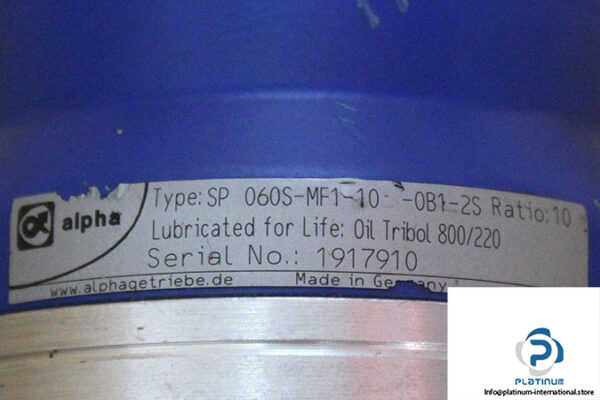 alpha
Type: SP 060S-MF1-10 -0B1-2S Ratio: 10
Lubricated for Life: Oil Tribol 800/220
Serial No.: 1917910
www.alphagetriebe.de Made in Germany
P
PLATINUM
Info@platinum-international.store